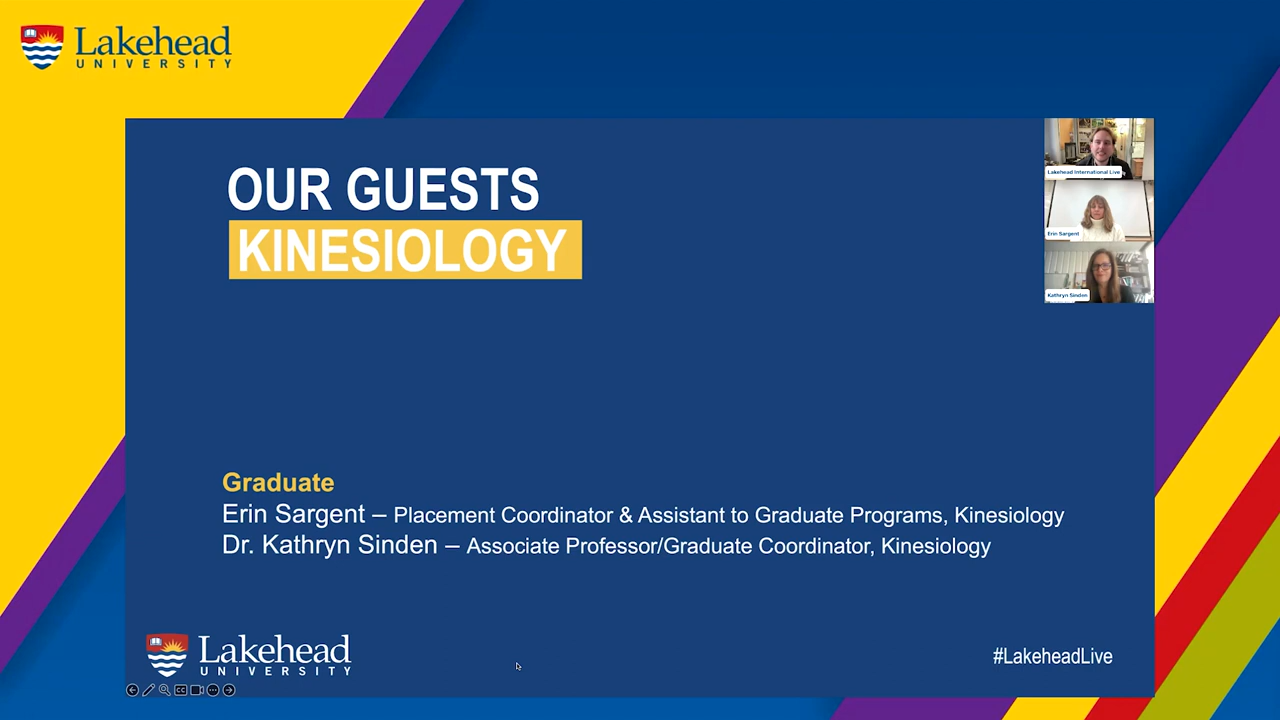 Lakehead
UNIVERSITY
OUR GUESTS
KINESIOLOGY
Lakehead International Live
Erin Sargent
Kathryn Sinden
Graduate
Erin Sargent – Placement Coordinator & Assistant to Graduate Programs, Kinesiology
Dr. Kathryn Sinden – Associate Professor/Graduate Coordinator, Kinesiology
Lakehead
UNIVERSITY
#LakeheadLive
CC